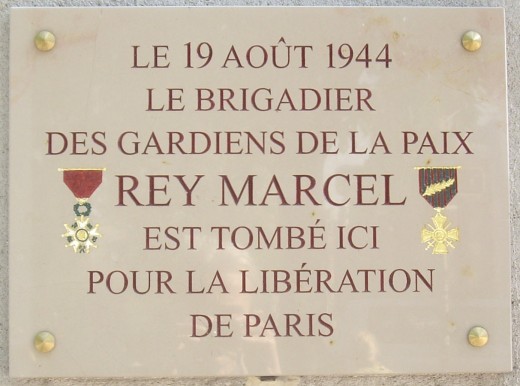 LE 19 AOÛT 1944
LE BRIGADIER
DES GARDIENS DE LA PAIX
REY MARCEL
EST TOMBÉ ICI
POUR LA LIBÉRATION
DE PARIS